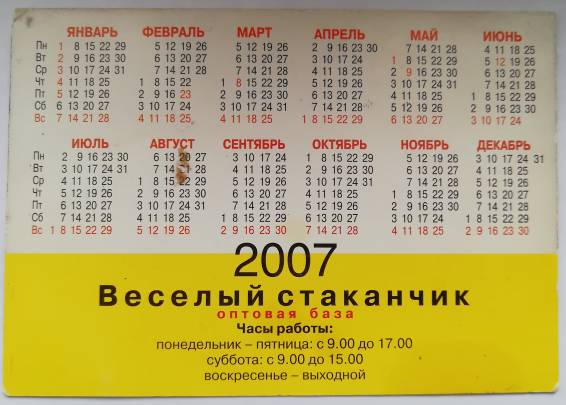 ЯНВАРЬ ФЕВРАЛЬ МАРТ АПРЕЛЬ МАЙ ИЮНЬ
Пн 1 8 15 22 29 5 12 19 26 5 12 19 26 2 9 16 23 30 7 14 21 28 4 11 18 25
Вт 2 9 16 23 30 6 13 20 27 6 13 20 27 3 10 17 24 1 8 15 22 29 5 12 19 26
Ср 3 10 17 24 31 7 14 21 28 7 14 21 28 4 11 18 25 2 9 16 23 30 6 13 20 27
Чт 4 11 18 25 1 8 15 22 1 8 15 22 29 5 12 19 26 3 10 17 24 31 7 14 21 28
Пт 5 12 19 26 2 9 16 23 2 9 16 23 30 6 13 20 27 4 11 18 25 1 8 15 22 29
Сб 6 13 20 27 3 10 17 24 3 10 17 24 31 7 14 21 28 5 12 19 26 2 9 16 23 30
Вс 7 14 21 28 4 11 18 25 4 11 18 25 1 8 15 22 29 6 13 20 27 3 10 17 24
ИЮЛЬ АВГУСТ СЕНТЯБРЬ ОКТЯБРЬ НОЯБРЬ ДЕКАБРЬ
Пн 2 9 16 23 30 6 13 20 27 3 10 17 24 1 8 15 22 29 5 12 19 26 3 10 17 24 31
Вт 3 10 17 24 31 7 14 21 28 4 11 18 25 2 9 16 23 30 6 13 20 27 4 11 18 25
Ср 4 11 18 25 1 8 15 22 29 5 12 19 26 3 10 17 24 31 7 14 21 28 5 12 19 26
Чт 5 12 19 26 2 9 16 23 30 6 13 20 27 4 11 18 25 1 8 15 22 29 6 13 20 27
Пт 6 13 20 27 3 10 17 24 31 7 14 21 28 5 12 19 26 2 9 16 23 30 7 14 21 28
Сб 7 14 21 28 4 11 18 25 1 8 15 22 29 6 13 20 27 3 10 17 24 1 8 15 22 29
Вс 1 8 15 22 29 5 12 19 26 2 9 16 23 30 7 14 21 28 4 11 18 25 2 9 16 23 30
2007
Веселый стаканчик
оптовая база
Часы работы:
понедельник – пятница: с 9.00 до 17.00
суббота: с 9.00 до 15.00
воскресенье – выходной